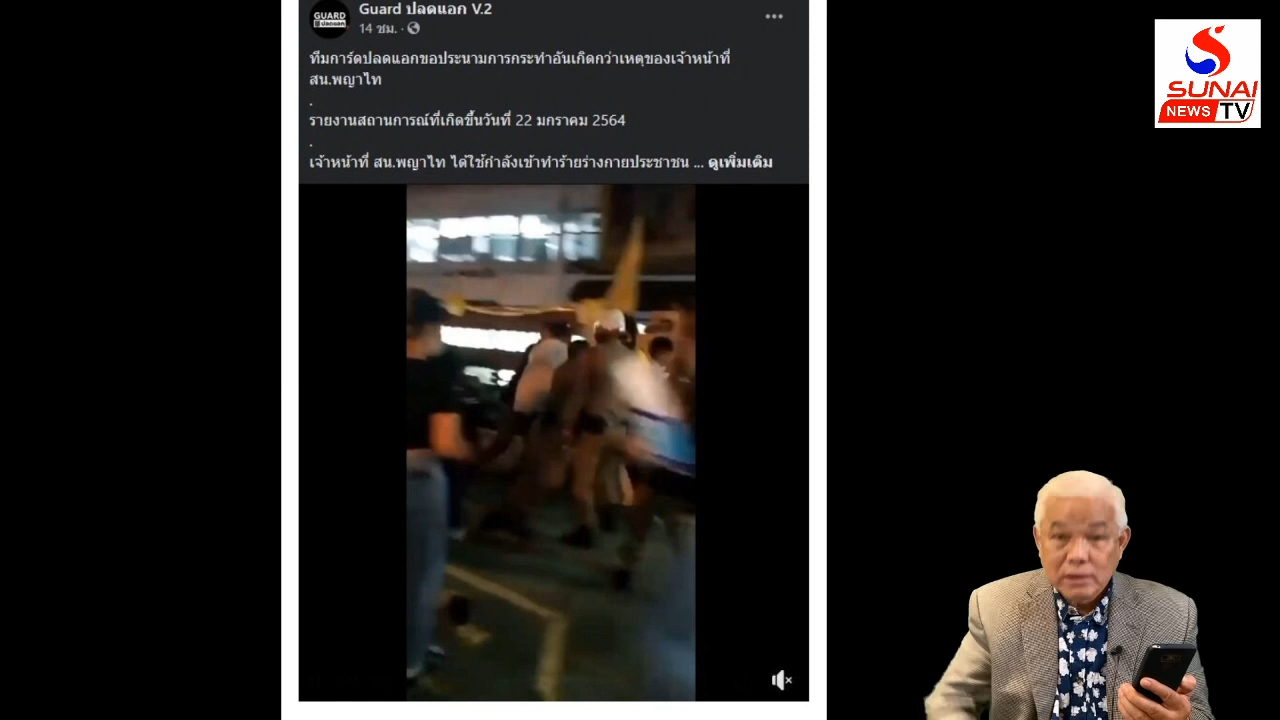 Guard ปลดแอก V.2
14 ชม.
ทีมการ์ดปลดแอกขอประนามการกระทำอันเกิดกว่าเหตุของเจ้าหน้าที่
สน.พญาไท
.
รายงานสถานการณ์ที่เกิดขึ้นวันที่ 22 มกราคม 2564
.
เจ้าหน้าที่ สน.พญาไท ได้ใช้กำลังเข้าทำร้ายร่างกายประชาชน ... ดูเพิ่มเติม
GUARD
ปลดแอก
SUNAI
NEWS TV